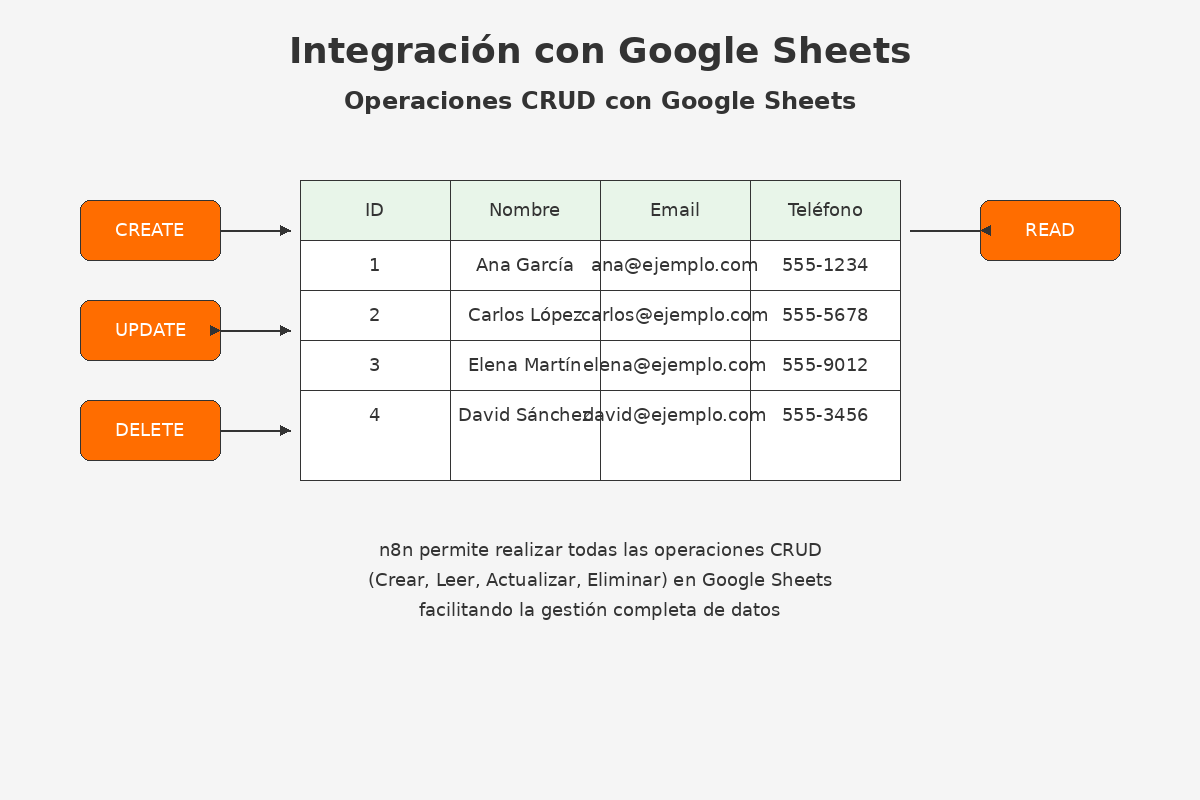 Integración con Google Sheets
Operaciones CRUD con Google Sheets
ID Nombre Email Teléfono
CREATE
READ
1 Ana García ana@ejemplo.com 555-1234
2 Carlos López carlos@ejemplo.com 555-5678
UPDATE
3 Elena Martín elena@ejemplo.com 555-9012
4 David Sánchez david@ejemplo.com 555-3456
DELETE
n8n permite realizar todas las operaciones CRUD
(Crear, Leer, Actualizar, Eliminar) en Google Sheets
facilitando la gestión completa de datos